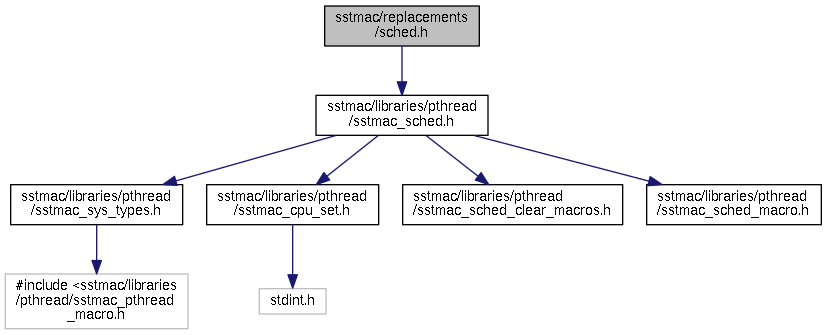 sstmac/replacements
/sched.h
sstmac/libraries/pthread
/sstmac_sched.h
sstmac/libraries/pthread
/sstmac_sys_types.h
sstmac/libraries/pthread
/sstmac_cpu_set.h
sstmac/libraries/pthread
/sstmac_sched_clear_macros.h
sstmac/libraries/pthread
/sstmac_sched_macro.h
#include <sstmac/libraries
/pthread/sstmac_pthread
_macro.h
stdint.h